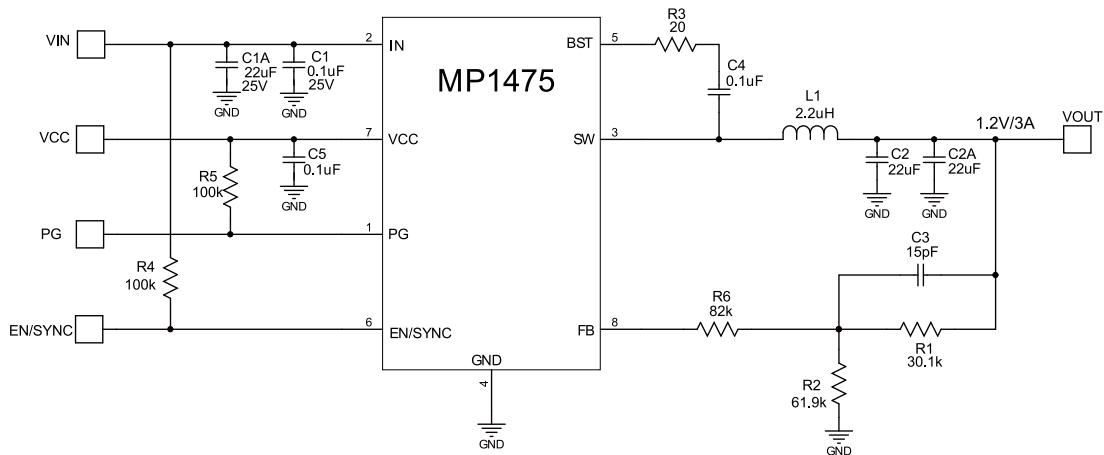 VIN
2
IN
C1A
22uF
25V
GND
C1
0.1uF
25V
GND
MP1475
BST
5
R3
20
C4
0.1uF
L1
2.2uH
SW
3
1.2V/3A
VOUT
C2
22uF
GND
C2A
22uF
GND
VCC
7
VCC
R5
100k
C5
0.1uF
GND
PG
1
PG
R4
100k
C3
15pF
EN/SYNC
6
EN/SYNC
FB
8
R6
82k
R1
30.1k
R2
61.9k
GND
GND
4
GND